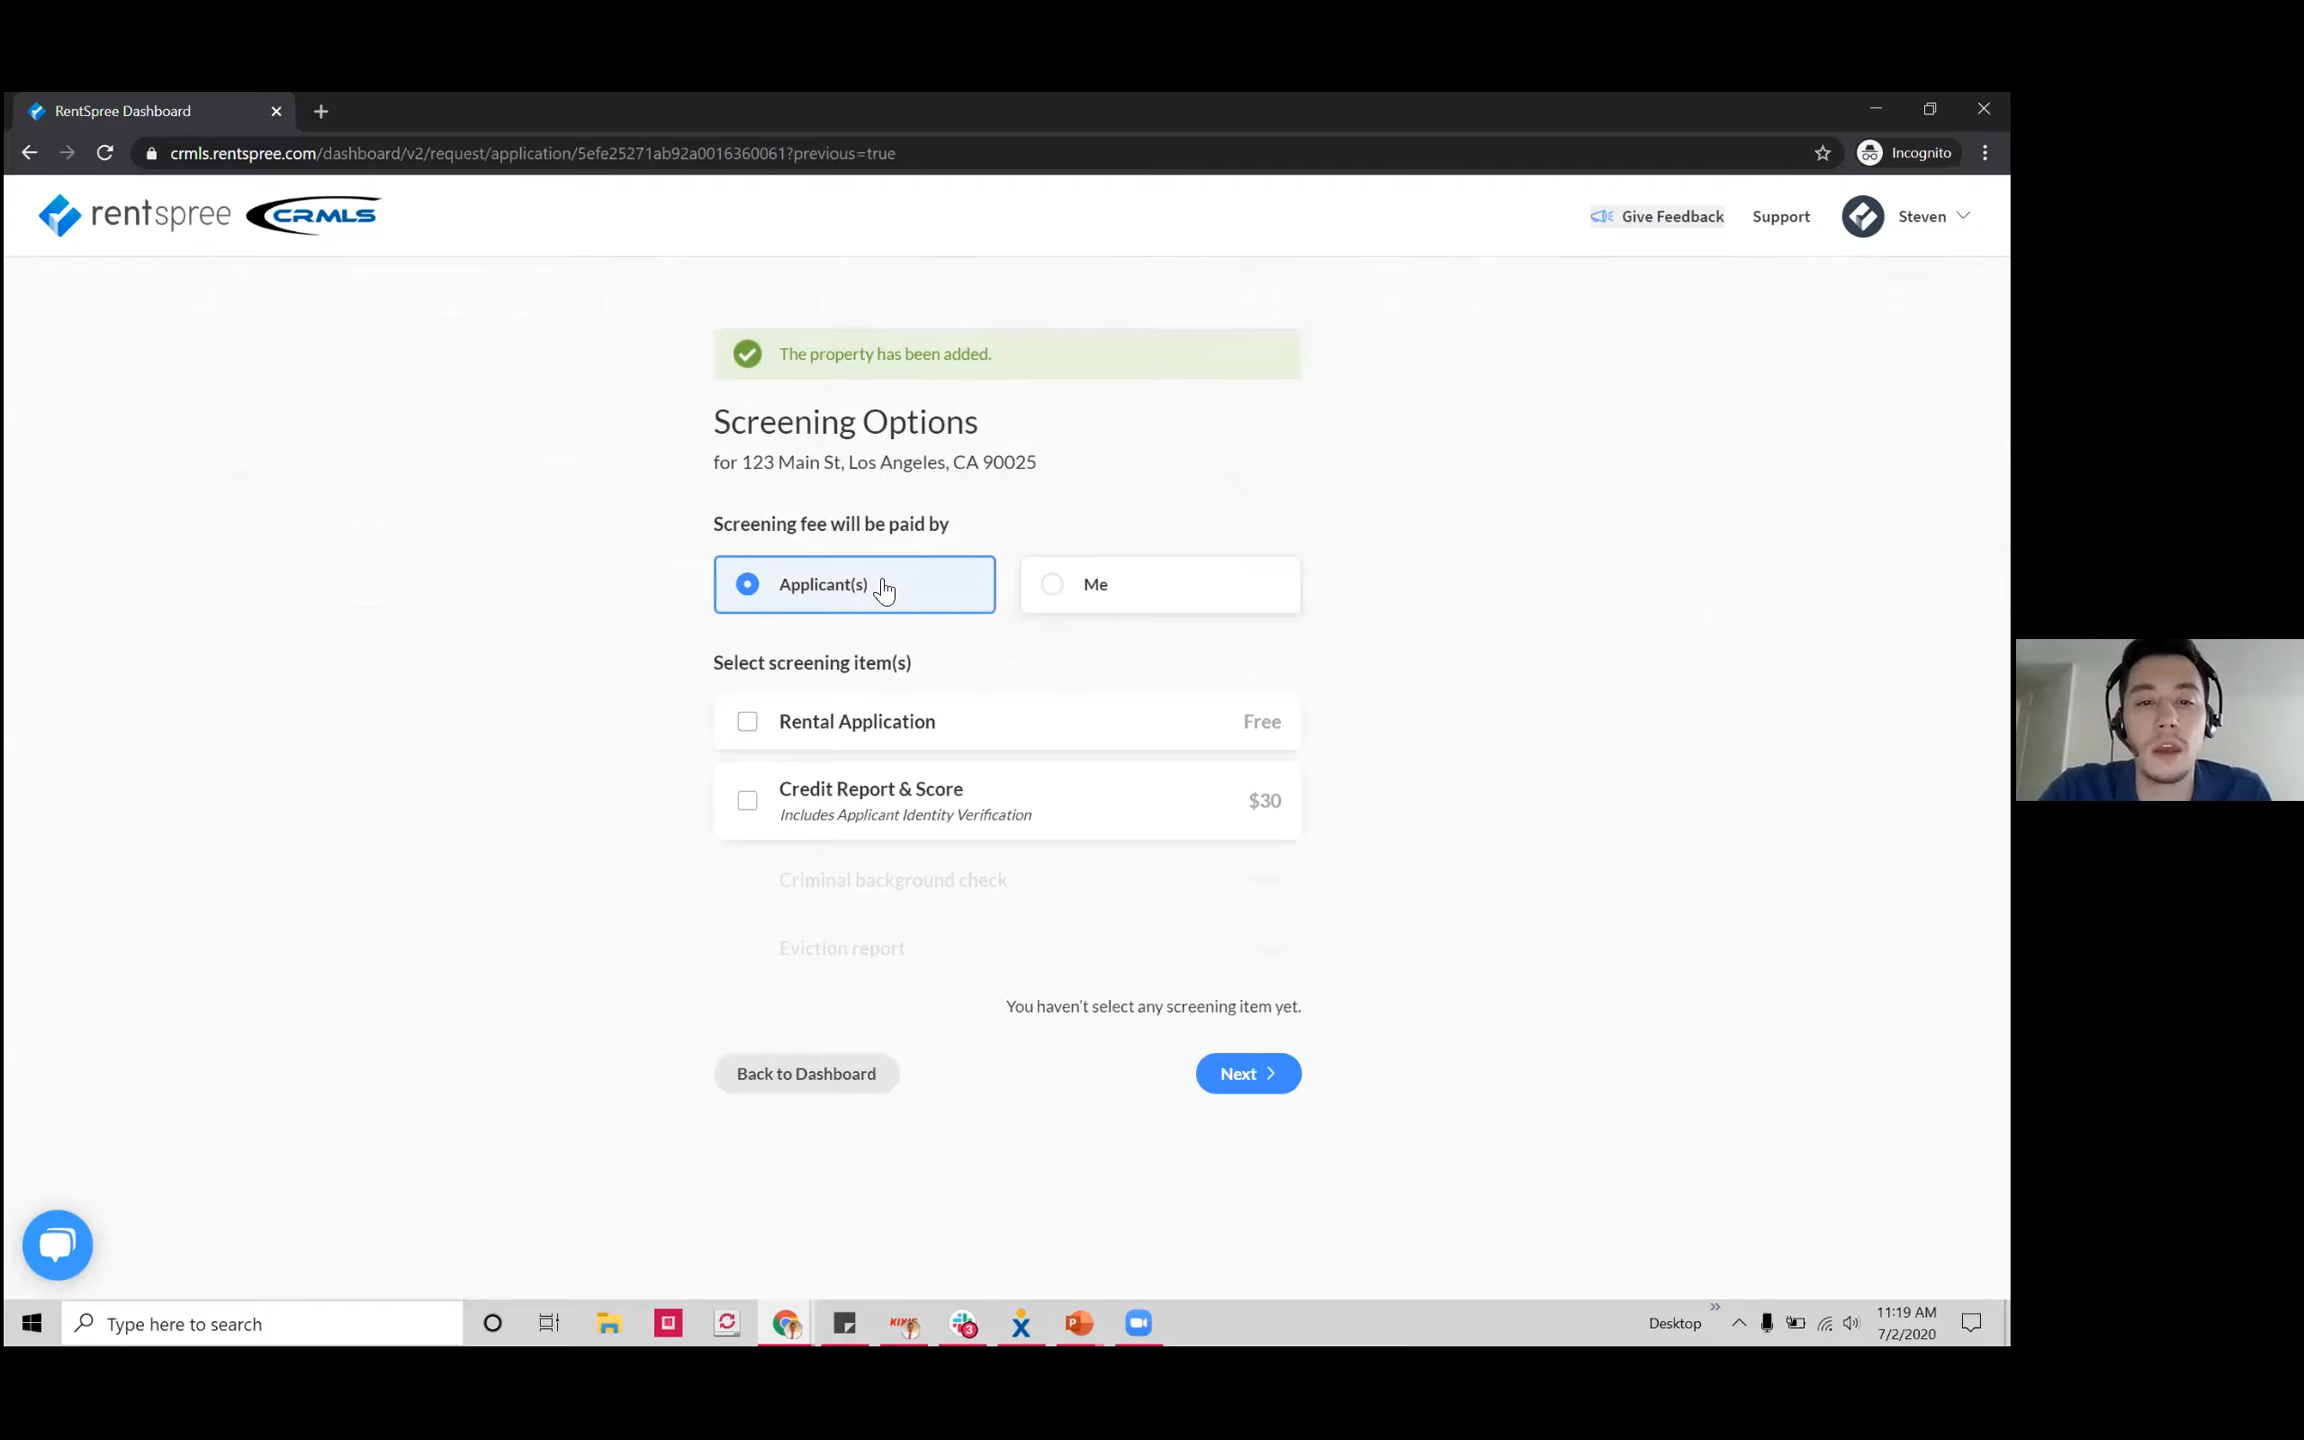 RentSpree Dashboard
crmls.rentspree.com/dashboard/v2/request/application/5efe25271ab92a0016360061?previous=true
Incognito
rentspree CRMLS
Give Feedback
Support
Steven
The property has been added.
Screening Options
for 123 Main St, Los Angeles, CA 90025
Screening fee will be paid by
Applicant(s)
Me
Select screening item(s)
Rental Application
Free
Credit Report & Score
Includes Applicant Identity Verification
$30
Criminal background check
Eviction report
You haven't select any screening item yet.
Back to Dashboard
Next
Type here to search
3
Desktop
11:19 AM
7/2/2020